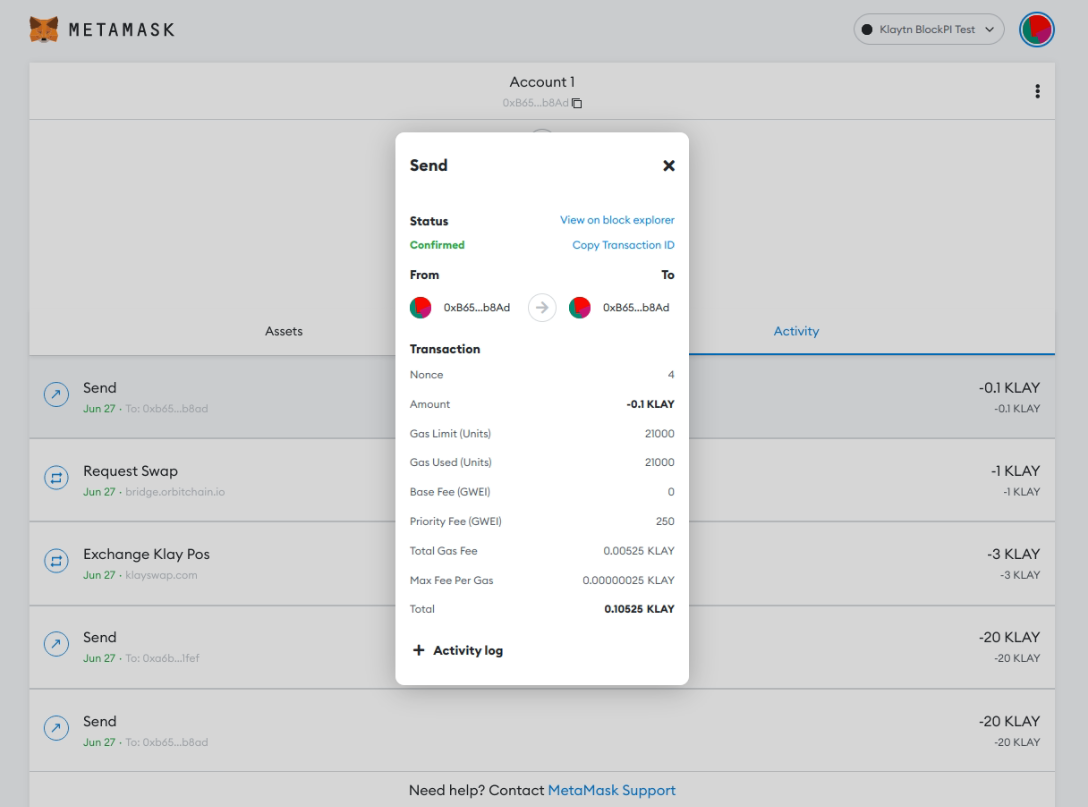 METAMASK
Klaytn BlockPI Test
Account 1
0xB65...b8Ad
Send
Status
View on block explorer
Confirmed
Copy Transaction ID
From
To
0xB65...b8Ad
0xB65...b8Ad
Transaction
Nonce 4
Amount -0.1 KLAY
Gas Limit (Units) 21000
Gas Used (Units) 21000
Base Fee (GWEI) 0
Priority Fee (GWEI) 250
Total Gas Fee 0.00525 KLAY
Max Fee Per Gas 0.00000025 KLAY
Total 0.10525 KLAY
+ Activity log
Assets
Activity
Send -0.1 KLAY
Jun 27 · To: 0xb65...b8ad -0.1 KLAY
Request Swap -1 KLAY
Jun 27 · bridge.orbitchain.io -1 KLAY
Exchange Klay Pos -3 KLAY
Jun 27 · klayswap.com -3 KLAY
Send -20 KLAY
Jun 27 · To: 0xa6b...1fef -20 KLAY
Send -20 KLAY
Jun 27 · To: 0xb65...b8ad -20 KLAY
Need help? Contact MetaMask Support